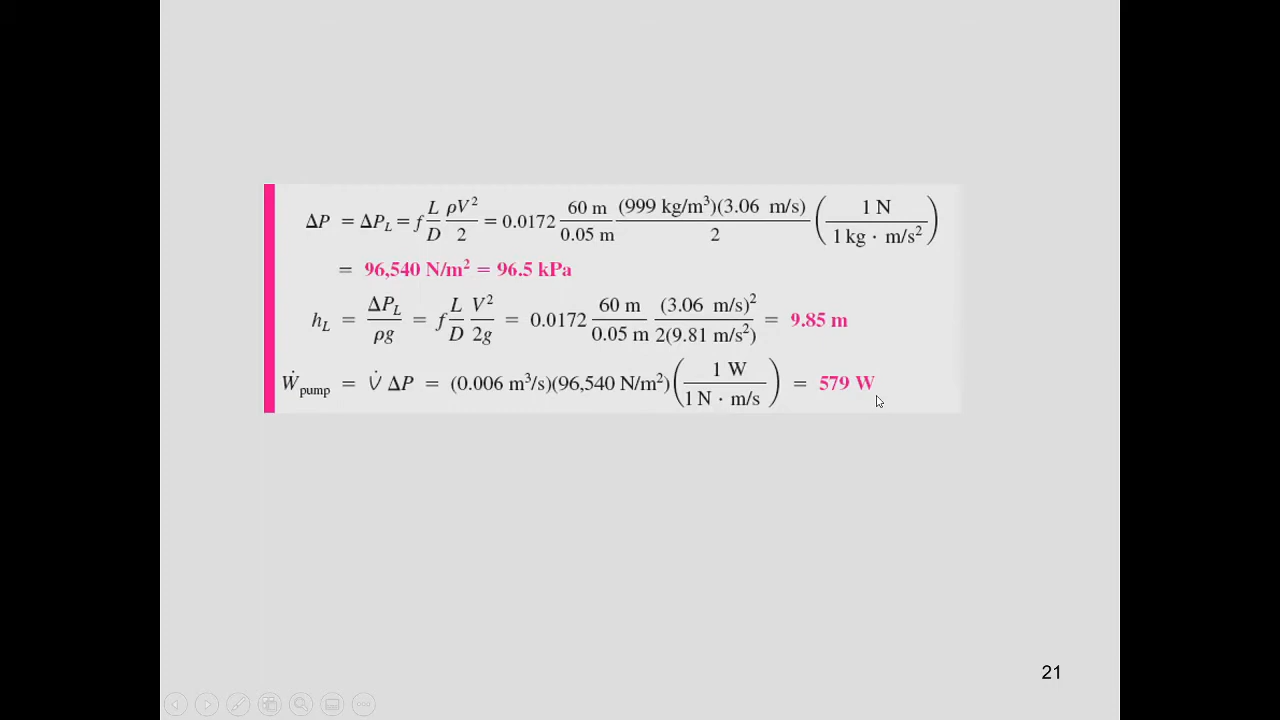 ΔP = ΔP_L = f L/D ρV²/2 = 0.0172 60 m/0.05 m (999 kg/m³)(3.06 m/s)/2 (1 N/1 kg · m/s²)
= 96,540 N/m² = 96.5 kPa
h_L = ΔP_L/ρg = f L/D V²/2g = 0.0172 60 m/0.05 m (3.06 m/s)²/2(9.81 m/s²) = 9.85 m
Ẇ_pump = V̇ ΔP = (0.006 m³/s)(96,540 N/m²)(1 W/1 N · m/s) = 579 W
21